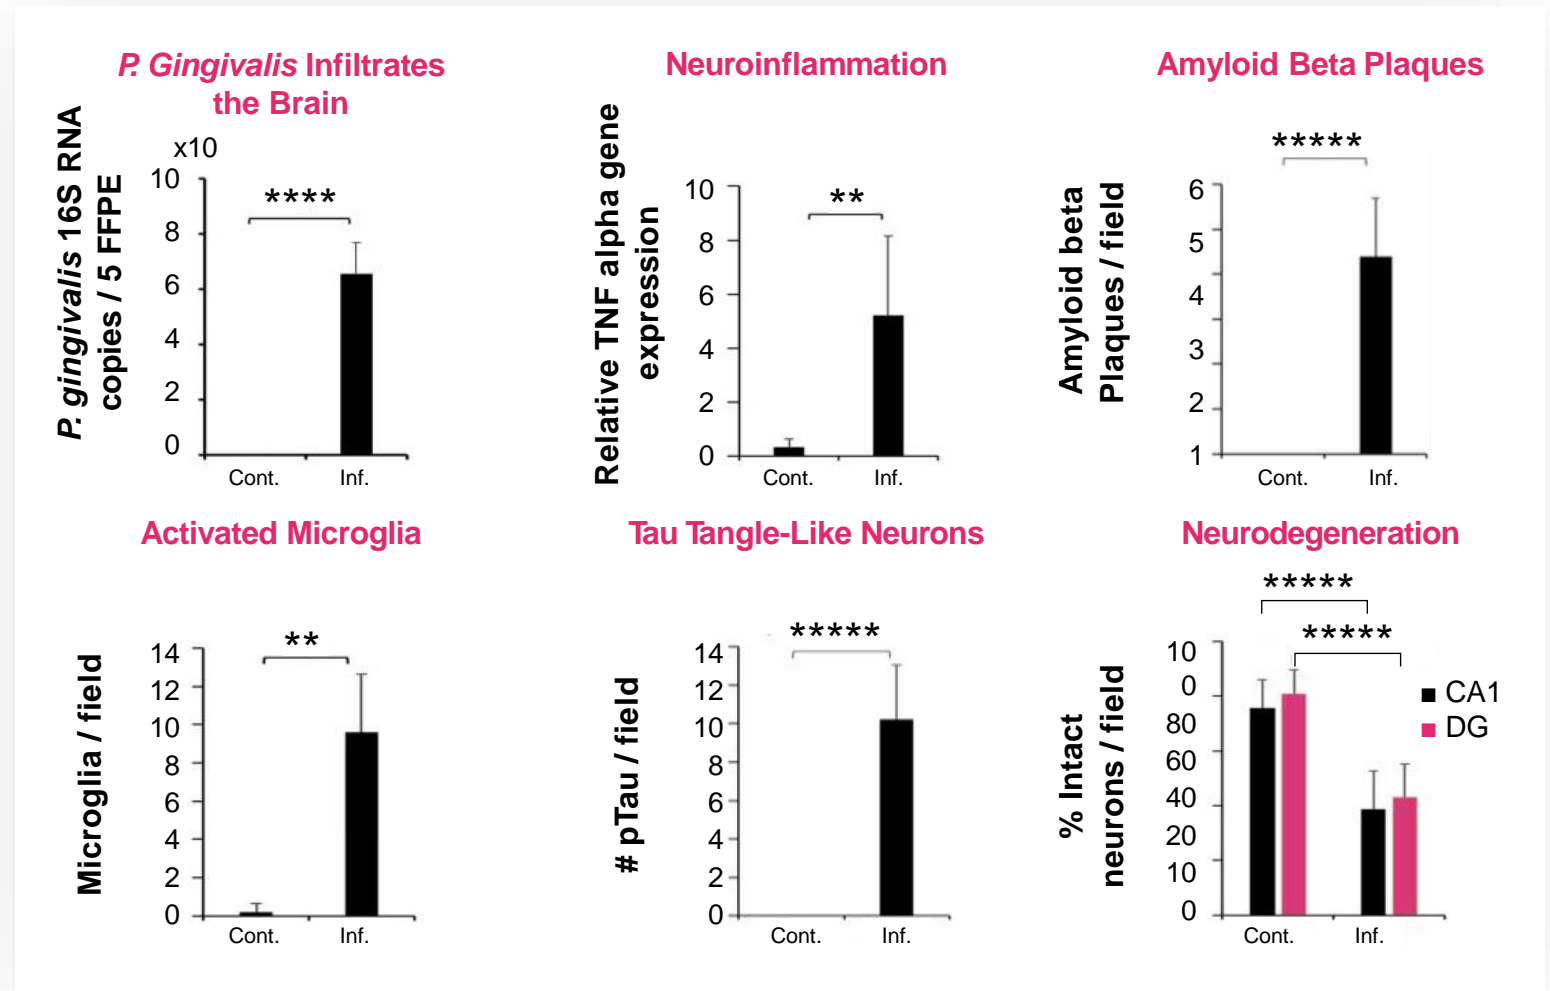 P. Gingivalis Infiltrates
the Brain
P. gingivalis 16S RNA
copies / 5 FFPE
x10
10
8
6
4
2
0
****
Cont.
Inf.
Neuroinflammation
Relative TNF alpha gene
expression
10
8
6
4
2
0
**
Cont.
Inf.
Amyloid Beta Plaques
Amyloid beta
Plaques / field
6
5
4
3
2
1
*****
Cont.
Inf.
Activated Microglia
Microglia / field
14
12
10
8
6
4
2
0
**
Cont.
Inf.
Tau Tangle-Like Neurons
# pTau / field
14
12
10
8
6
4
2
0
*****
Cont.
Inf.
Neurodegeneration
% Intact
neurons / field
10
0
80
60
40
20
10
0
*****
*****
CA1
DG
Cont.
Inf.